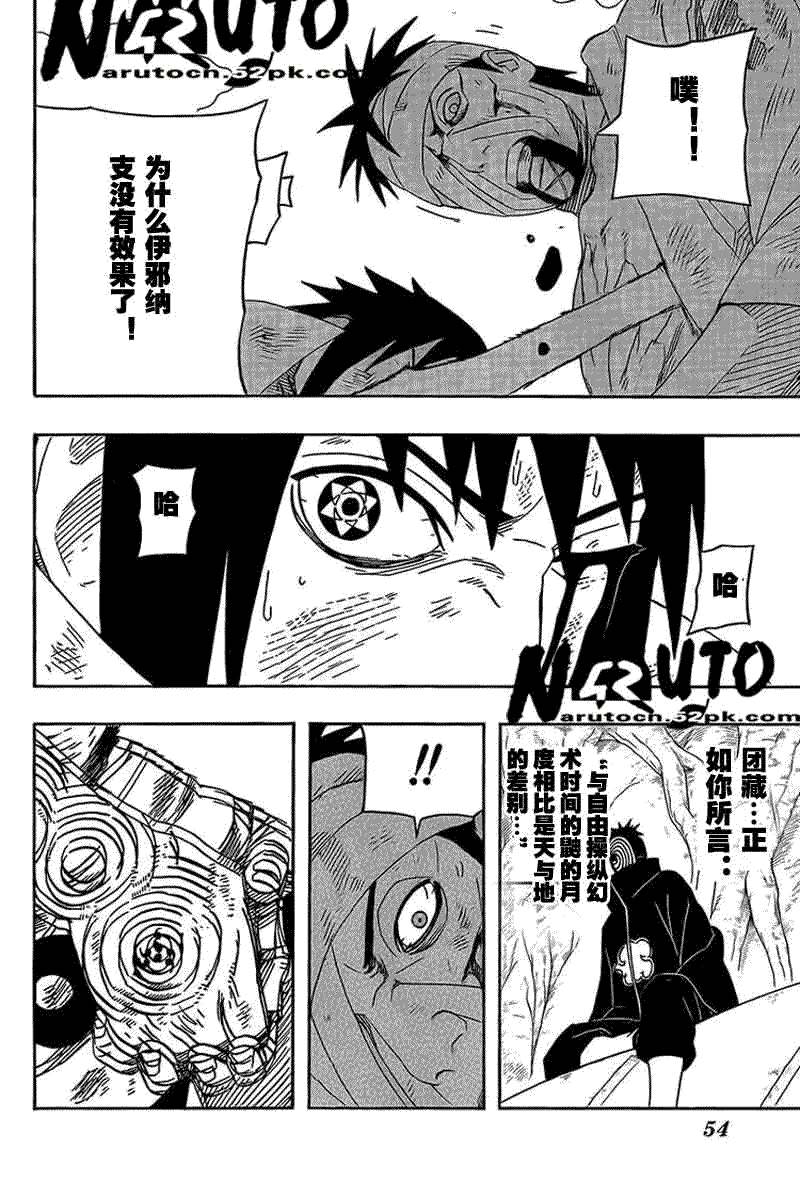 NARUTO
narutocn.52pk.com
噗！！
为什么伊邪纳
支没有效果了！
哈
哈
NARUTO
narutocn.52pk.com
团藏…正
如你所言…
“与自由操纵幻
术时间的鼬的月
度相比是天与地
的差别…”
!!
54